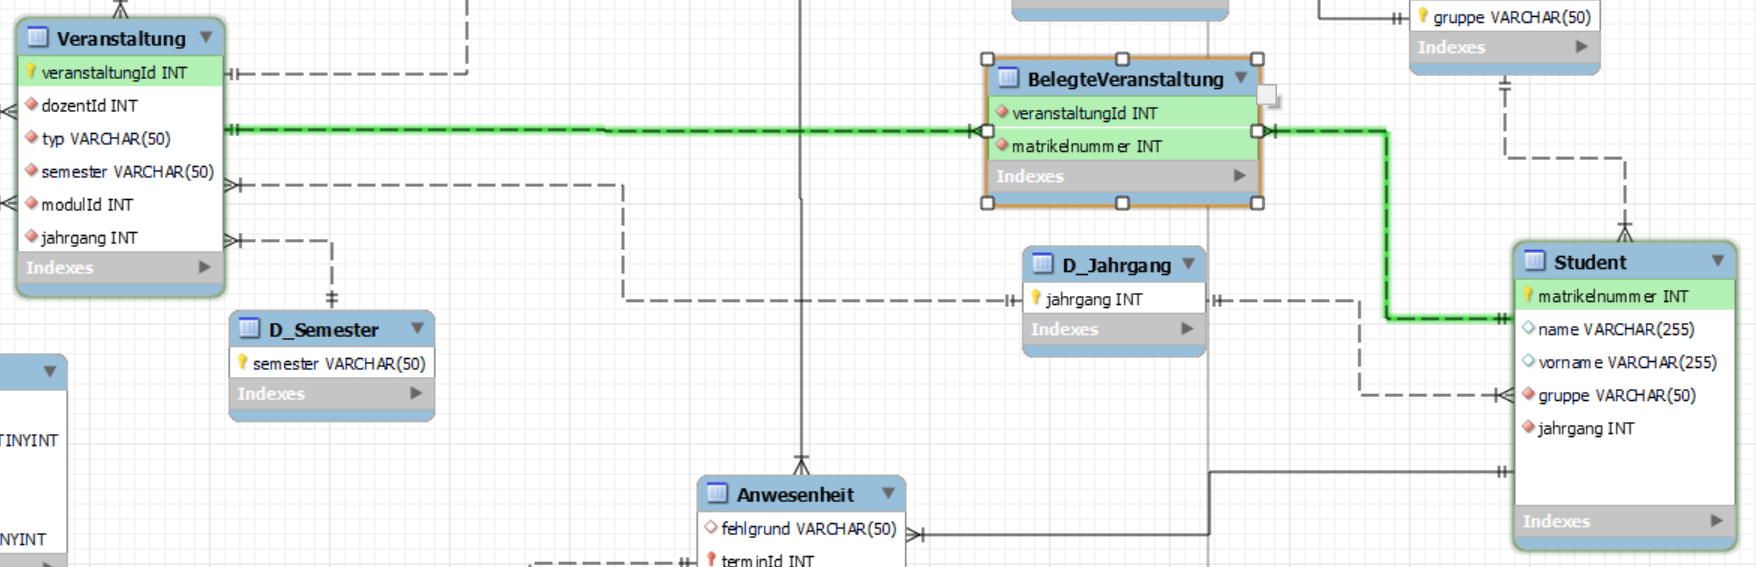 Veranstaltung
veranstaltungId INT
dozentId INT
typ VARCHAR(50)
semester VARCHAR(50)
modulId INT
jahrgang INT
Indexes
D_Semester
semester VARCHAR(50)
Indexes
TINYINT
NYINT
BelegteVeranstaltung
veranstaltungId INT
matrikelnummer INT
Indexes
D_Jahrgang
jahrgang INT
Indexes
Anwesenheit
fehlgrund VARCHAR(50)
terminId INT
gruppe VARCHAR(50)
Indexes
Student
matrikelnummer INT
name VARCHAR(255)
vorname VARCHAR(255)
gruppe VARCHAR(50)
jahrgang INT
Indexes